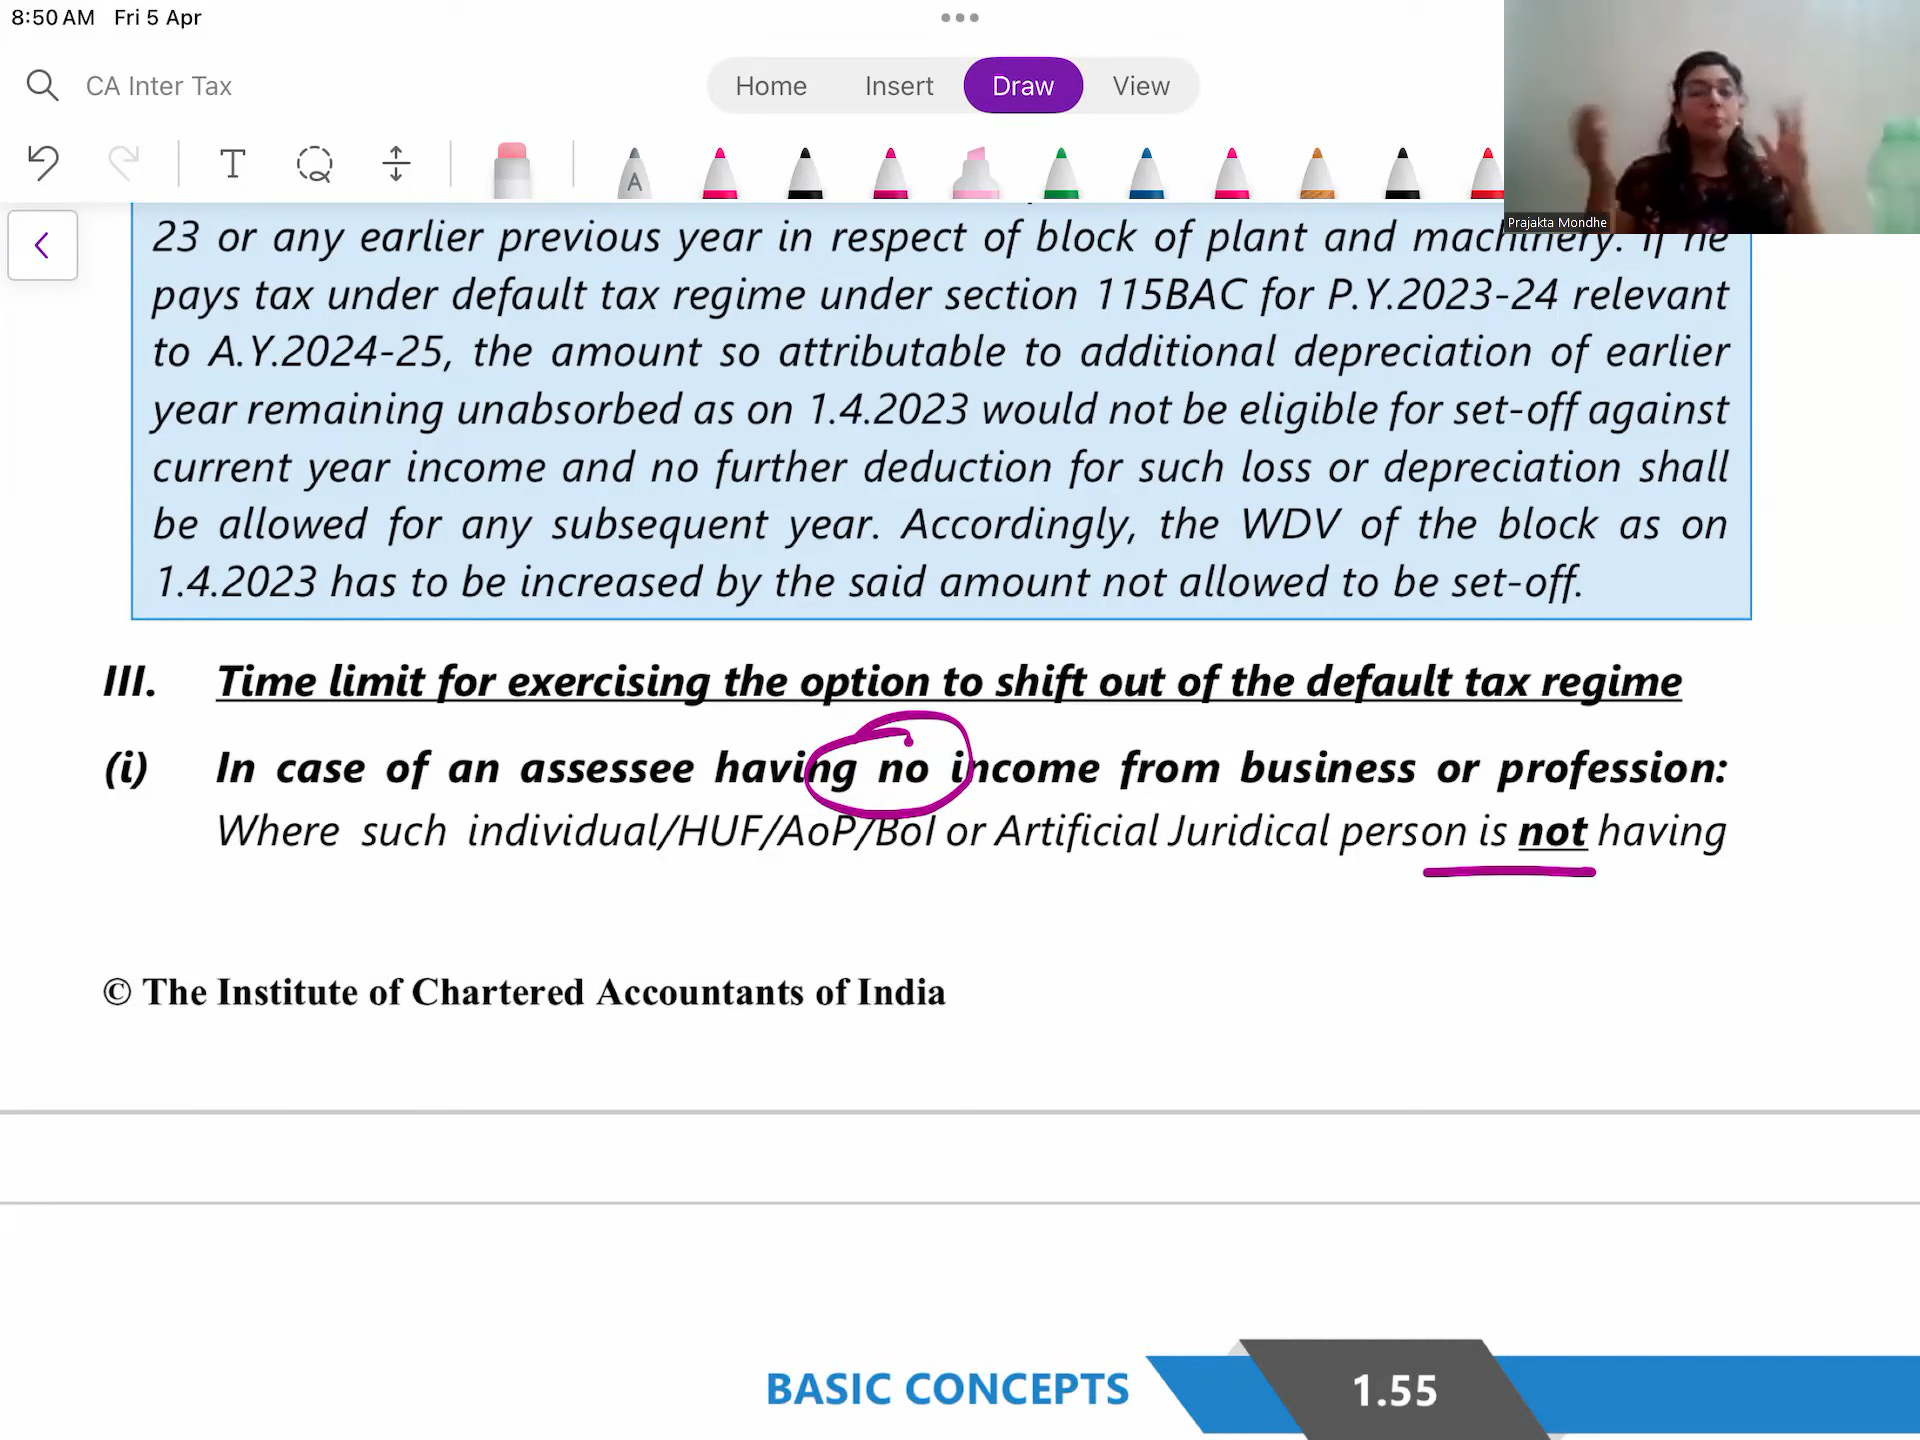 8:50 AM Fri 5 Apr
CA Inter Tax
Home Insert Draw View
T
A
Prajakta Mondhe
23 or any earlier previous year in respect of block of plant and machinery. If he
pays tax under default tax regime under section 115BAC for P.Y.2023-24 relevant
to A.Y.2024-25, the amount so attributable to additional depreciation of earlier
year remaining unabsorbed as on 1.4.2023 would not be eligible for set-off against
current year income and no further deduction for such loss or depreciation shall
be allowed for any subsequent year. Accordingly, the WDV of the block as on
1.4.2023 has to be increased by the said amount not allowed to be set-off.
III. Time limit for exercising the option to shift out of the default tax regime
(i) In case of an assessee having no income from business or profession:
Where such individual/HUF/AoP/BoI or Artificial Juridical person is not having
© The Institute of Chartered Accountants of India
BASIC CONCEPTS 1.55